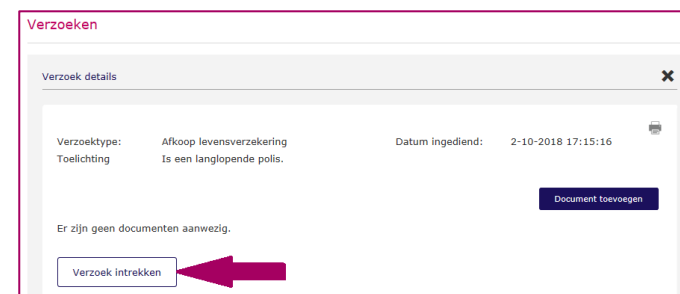 Verzoeken
Verzoek details
Verzoektype: Afkoop levensverzekering Datum ingediend: 2-10-2018 17:15:16
Toelichting Is een langlopende polis.
Document toevoegen
Er zijn geen documenten aanwezig.
Verzoek intrekken